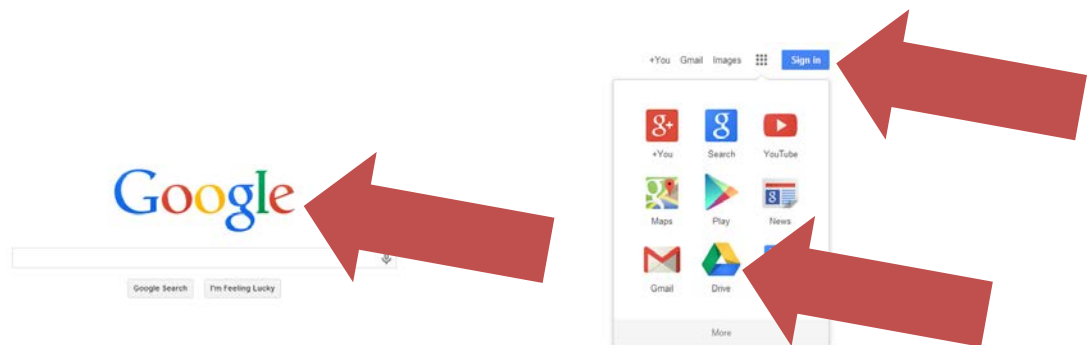 +You Gmail Images Sign in
Google
Google Search I'm Feeling Lucky
+You Search YouTube
Maps Play News
Gmail Drive
More